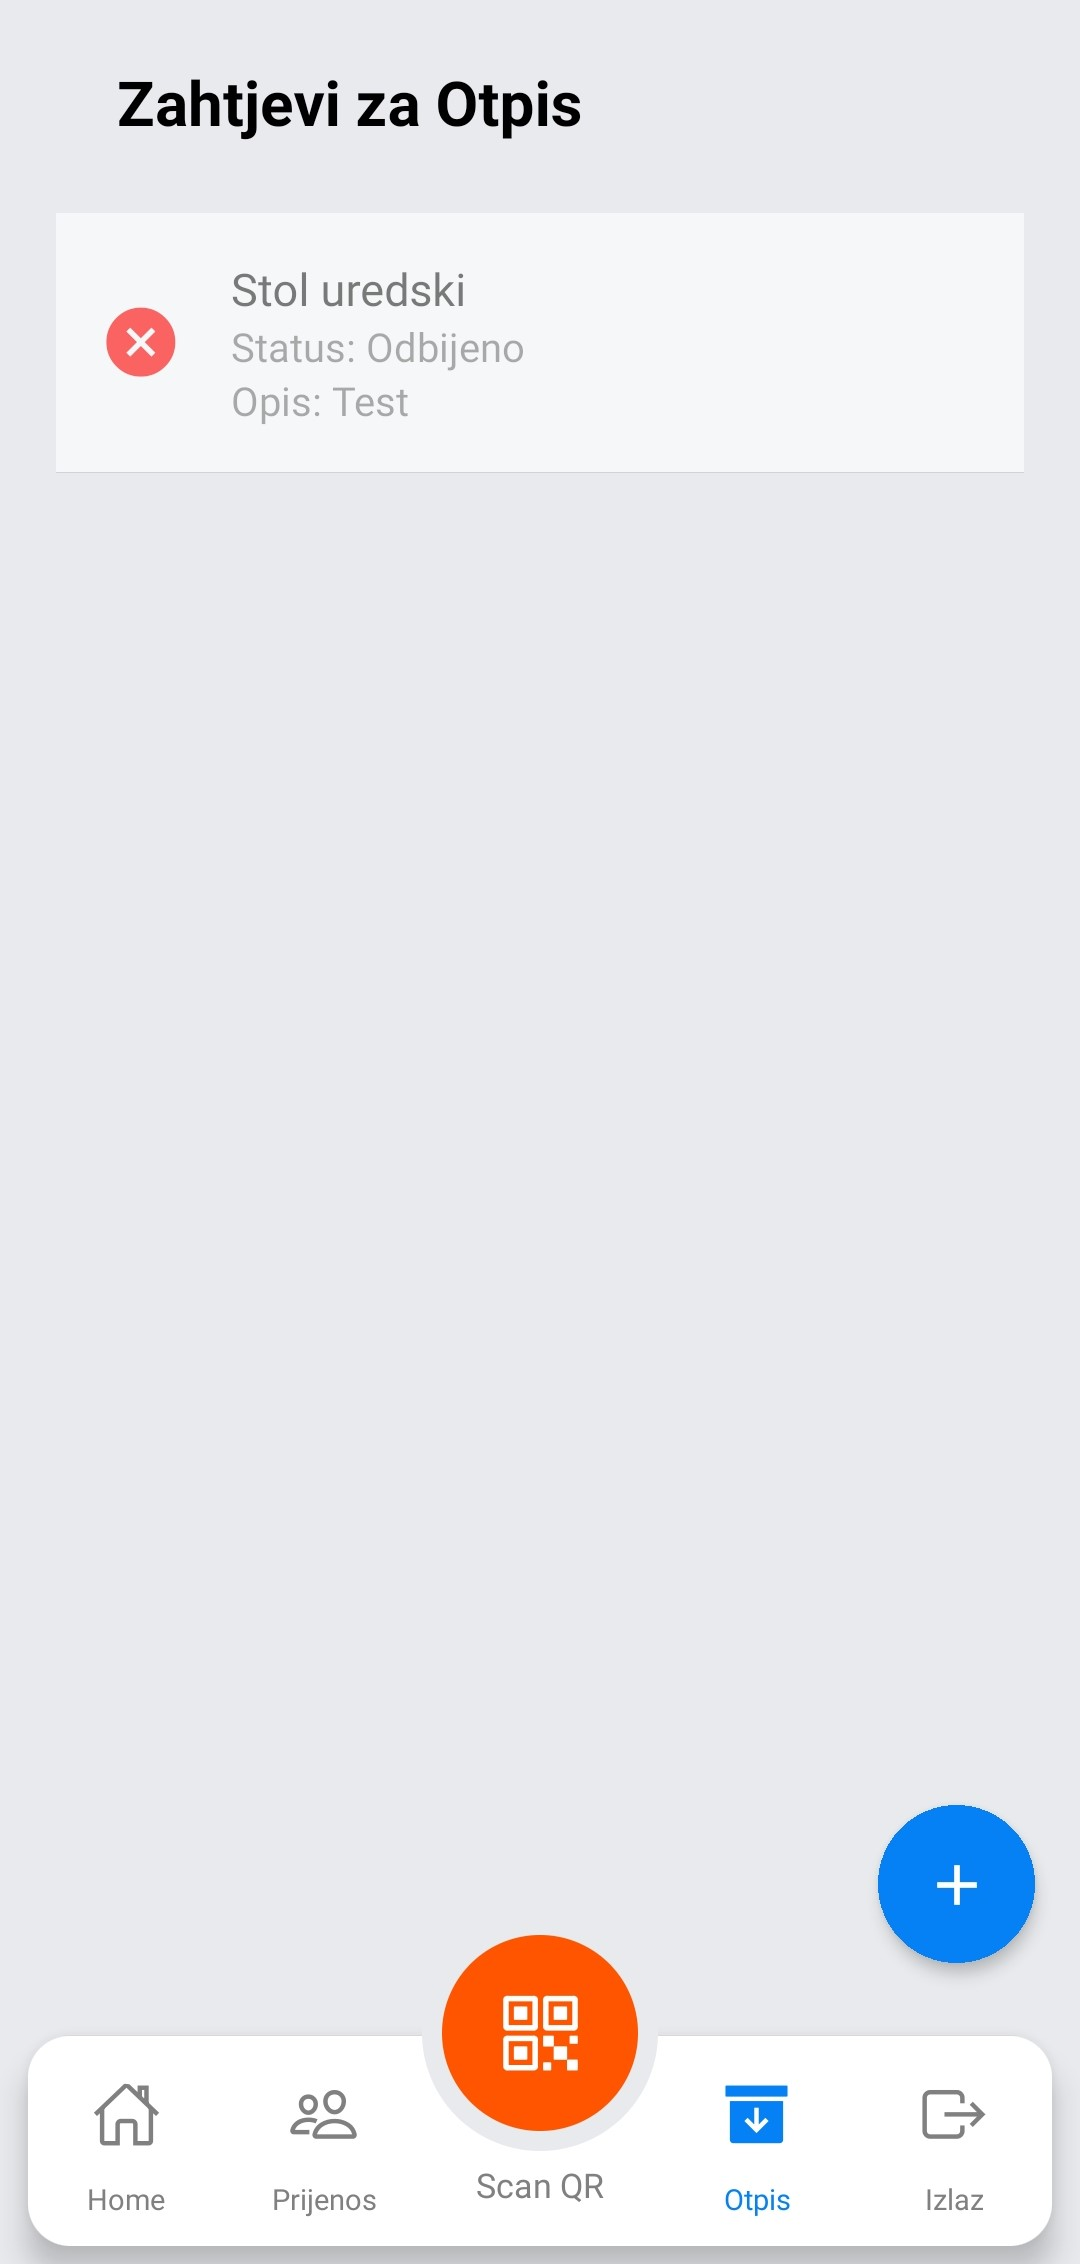 Zahtjevi za Otpis
Stol uredski
Status: Odbijeno
Opis: Test
Home
Prijenos
Scan QR
Otpis
Izlaz